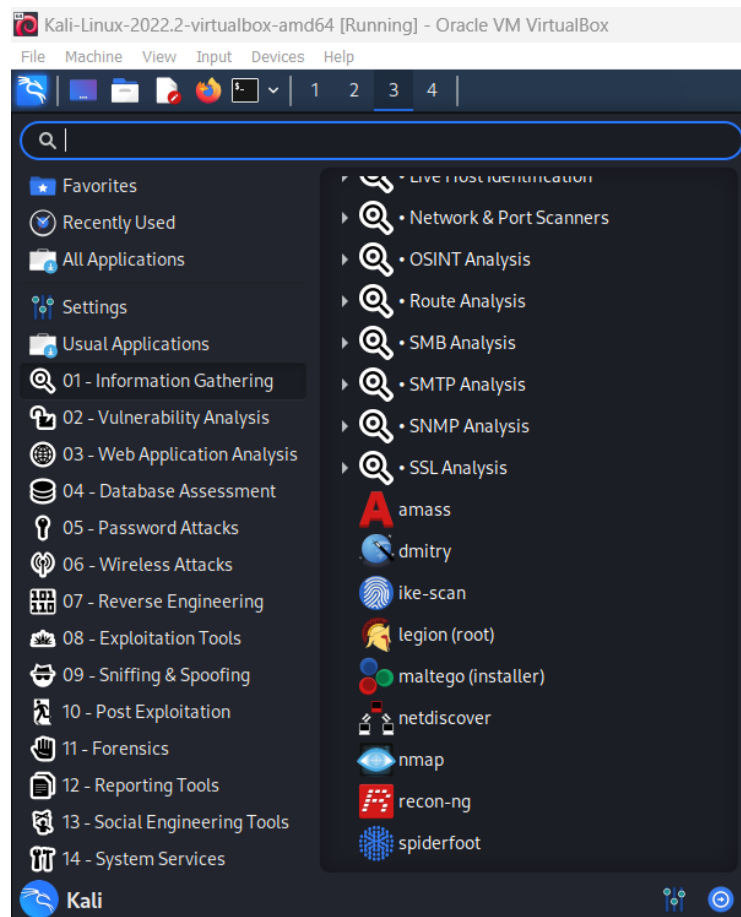 Kali-Linux-2022.2-virtualbox-amd64 [Running] - Oracle VM VirtualBox
File Machine View Input Devices Help
1 2 3 4
Favorites
Recently Used
All Applications
Settings
Usual Applications
01 - Information Gathering
02 - Vulnerability Analysis
03 - Web Application Analysis
04 - Database Assessment
05 - Password Attacks
06 - Wireless Attacks
07 - Reverse Engineering
08 - Exploitation Tools
09 - Sniffing & Spoofing
10 - Post Exploitation
11 - Forensics
12 - Reporting Tools
13 - Social Engineering Tools
14 - System Services
• Live Host Identification
• Network & Port Scanners
• OSINT Analysis
• Route Analysis
• SMB Analysis
• SMTP Analysis
• SNMP Analysis
• SSL Analysis
amass
dmitry
ike-scan
legion (root)
maltego (installer)
netdiscover
nmap
recon-ng
spiderfoot
Kali